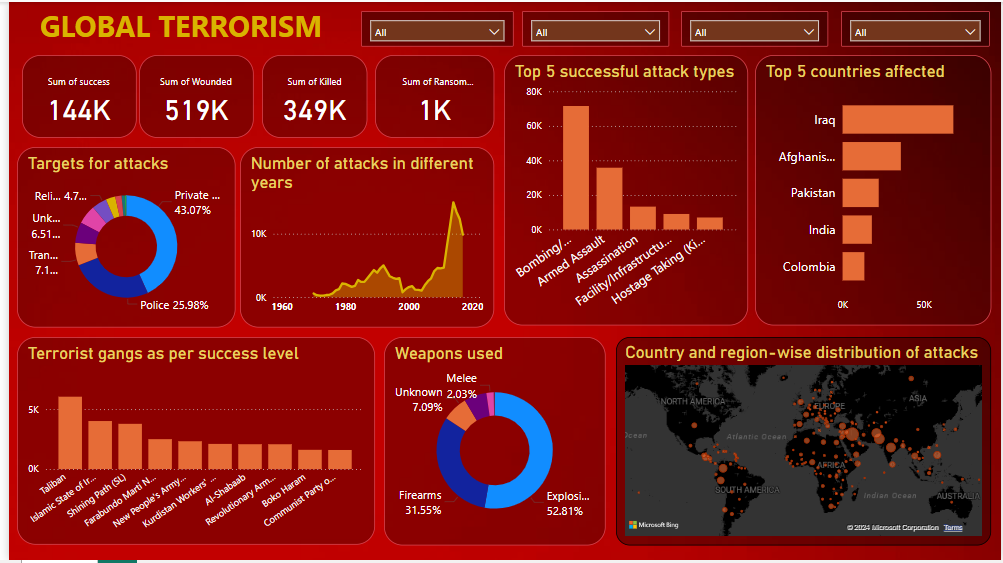 GLOBAL TERRORISM
All
All
All
All
Sum of success
144K
Sum of Wounded
519K
Sum of Killed
349K
Sum of Ransom...
1K
Top 5 successful attack types
80K
60K
40K
20K
0K
Bombing/...
Armed Assault
Assassination
Facility/Infrastructu...
Hostage Taking (Ki...
Top 5 countries affected
Iraq
Afghanis...
Pakistan
India
Colombia
0K
50K
Targets for attacks
Reli... 4.7...
Unk...
6.51...
Tran...
7.1...
Private ...
43.07%
Police 25.98%
Number of attacks in different
years
10K
0K
1960
1980
2000
2020
Terrorist gangs as per success level
5K
0K
Taliban
Islamic State of Ir...
Shining Path (SL)
Farabundo Marti N...
New People's Army...
Kurdistan Workers' ...
Al-Shabaab
Revolutionary Arm...
Boko Haram
Communist Party o...
Weapons used
Melee
2.03%
Unknown
7.09%
Firearms
31.55%
Explosi...
52.81%
Country and region-wise distribution of attacks
NORTH AMERICA
EUROPE
ASIA
Ocean
Atlantic Ocean
AFRICA
SOUTH AMERICA
Indian Ocean
AUSTRALIA
Microsoft Bing
© 2024 Microsoft Corporation Terms